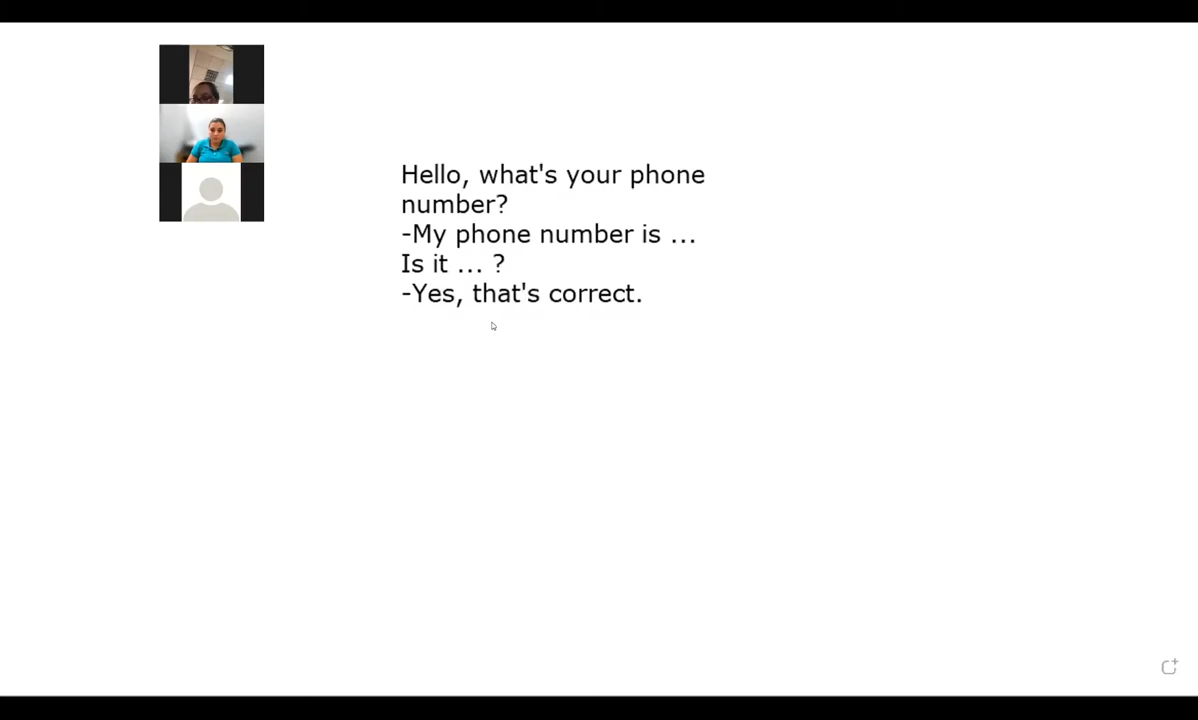 Hello, what's your phone
number?
-My phone number is ...
Is it ... ?
-Yes, that's correct.